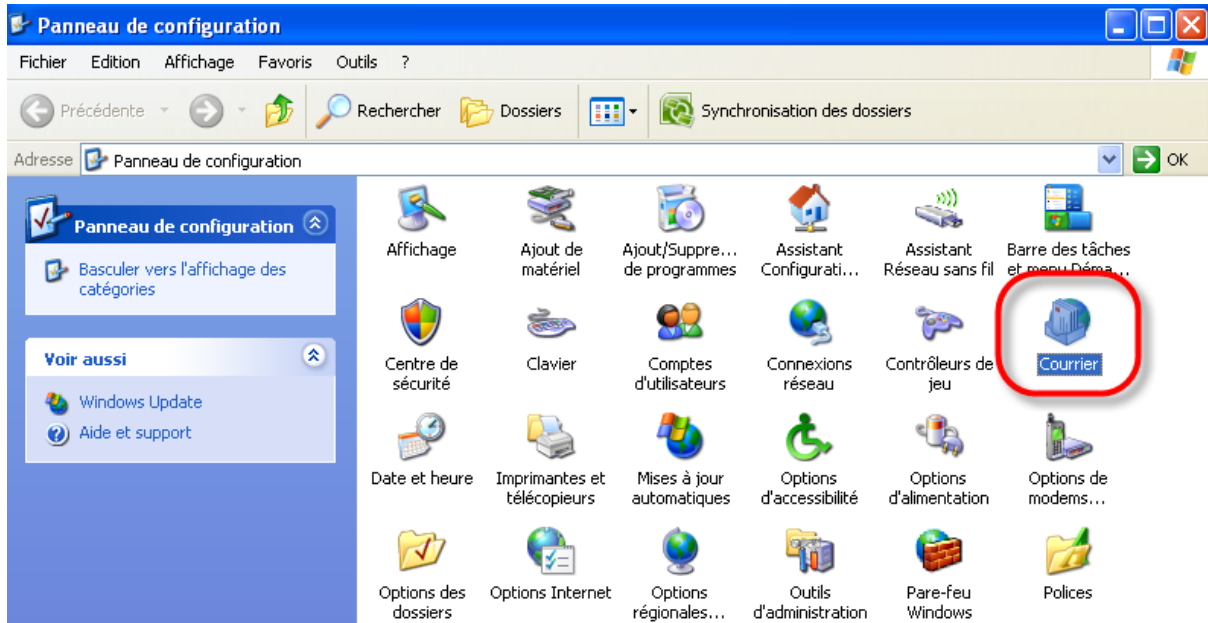 Panneau de configuration
Fichier Edition Affichage Favoris Outils ?
Précédente Rechercher Dossiers Synchronisation des dossiers
Adresse Panneau de configuration OK
Panneau de configuration
Basculer vers l'affichage des
catégories
Voir aussi
Windows Update
Aide et support
Affichage
Ajout de
matériel
Ajout/Suppre...
de programmes
Assistant
Configurati...
Assistant
Réseau sans fil
Barre des tâches
et menu Déma...
Centre de
sécurité
Clavier
Comptes
d'utilisateurs
Connexions
réseau
Contrôleurs de
jeu
Courrier
Date et heure
Imprimantes et
télécopieurs
Mises à jour
automatiques
Options
d'accessibilité
Options
d'alimentation
Options de
modems...
Options des
dossiers
Options Internet
Options
régionales...
Outils
d'administration
Pare-feu
Windows
Polices